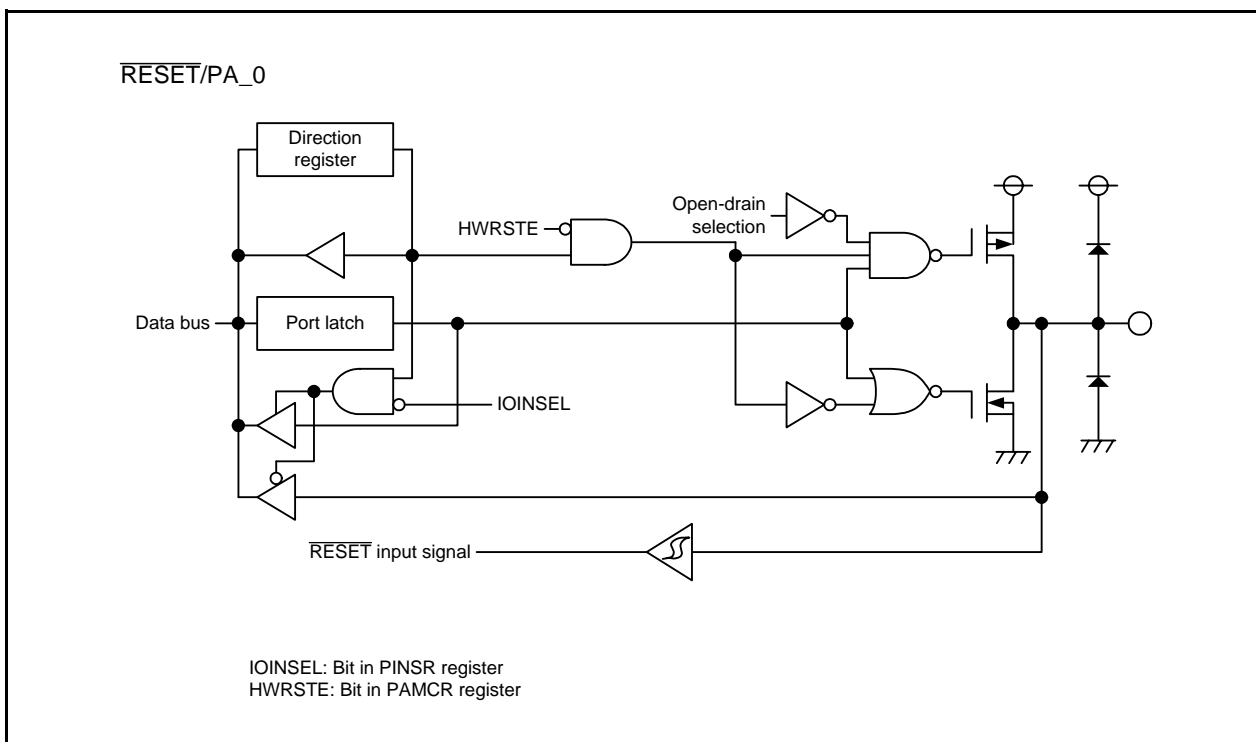 RESET/PA_0
Direction
register
Open-drain
selection
HWRSTE
Data bus
Port latch
IOINSEL
RESET input signal
IOINSEL: Bit in PINSR register
HWRSTE: Bit in PAMCR register